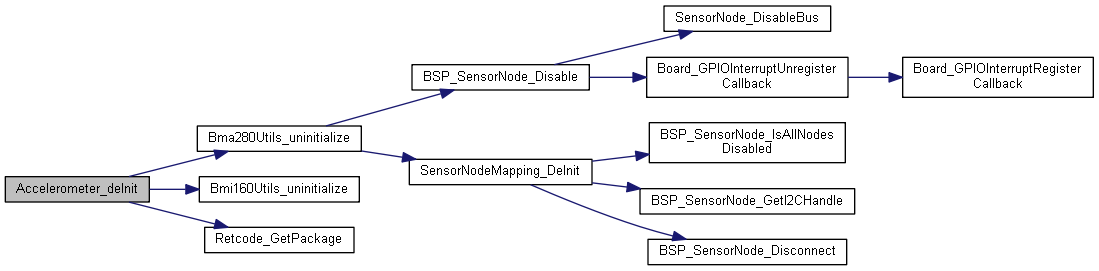 SensorNode_DisableBus
BSP_SensorNode_Disable
Board_GPIOInterruptUnregister
Callback
Board_GPIOInterruptRegister
Callback
Bma280Utils_uninitialize
BSP_SensorNode_IsAllNodes
Disabled
SensorNodeMapping_DeInit
Accelerometer_deInit
Bmi160Utils_uninitialize
BSP_SensorNode_GetI2CHandle
Retcode_GetPackage
BSP_SensorNode_Disconnect